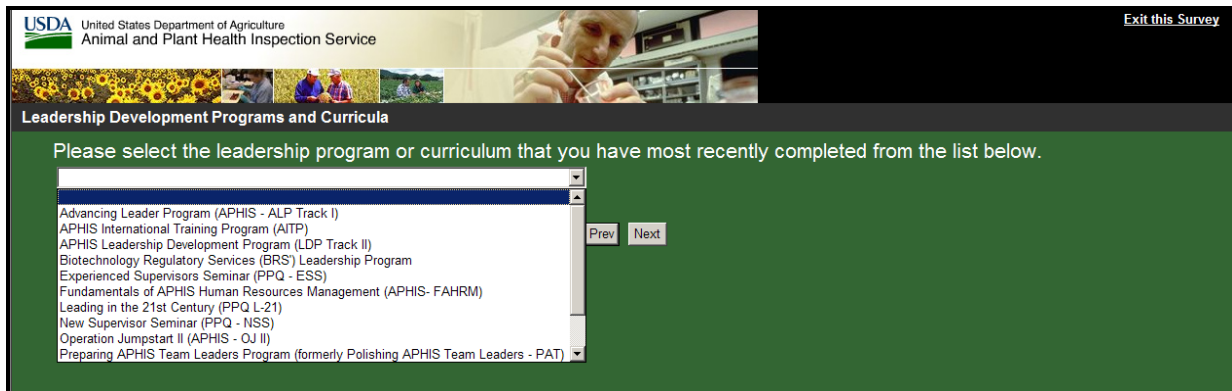 USDA
United States Department of Agriculture
Animal and Plant Health Inspection Service
Exit this Survey
Leadership Development Programs and Curricula
Please select the leadership program or curriculum that you have most recently completed from the list below.
Advancing Leader Program (APHIS - ALP Track I)
APHIS International Training Program (AITP)
APHIS Leadership Development Program (LDP Track II)
Biotechnology Regulatory Services (BRS') Leadership Program
Experienced Supervisors Seminar (PPQ - ESS)
Fundamentals of APHIS Human Resources Management (APHIS- FAHRM)
Leading in the 21st Century (PPQ L-21)
New Supervisor Seminar (PPQ - NSS)
Operation Jumpstart II (APHIS - OJ II)
Preparing APHIS Team Leaders Program (formerly Polishing APHIS Team Leaders - PAT)
Prev Next